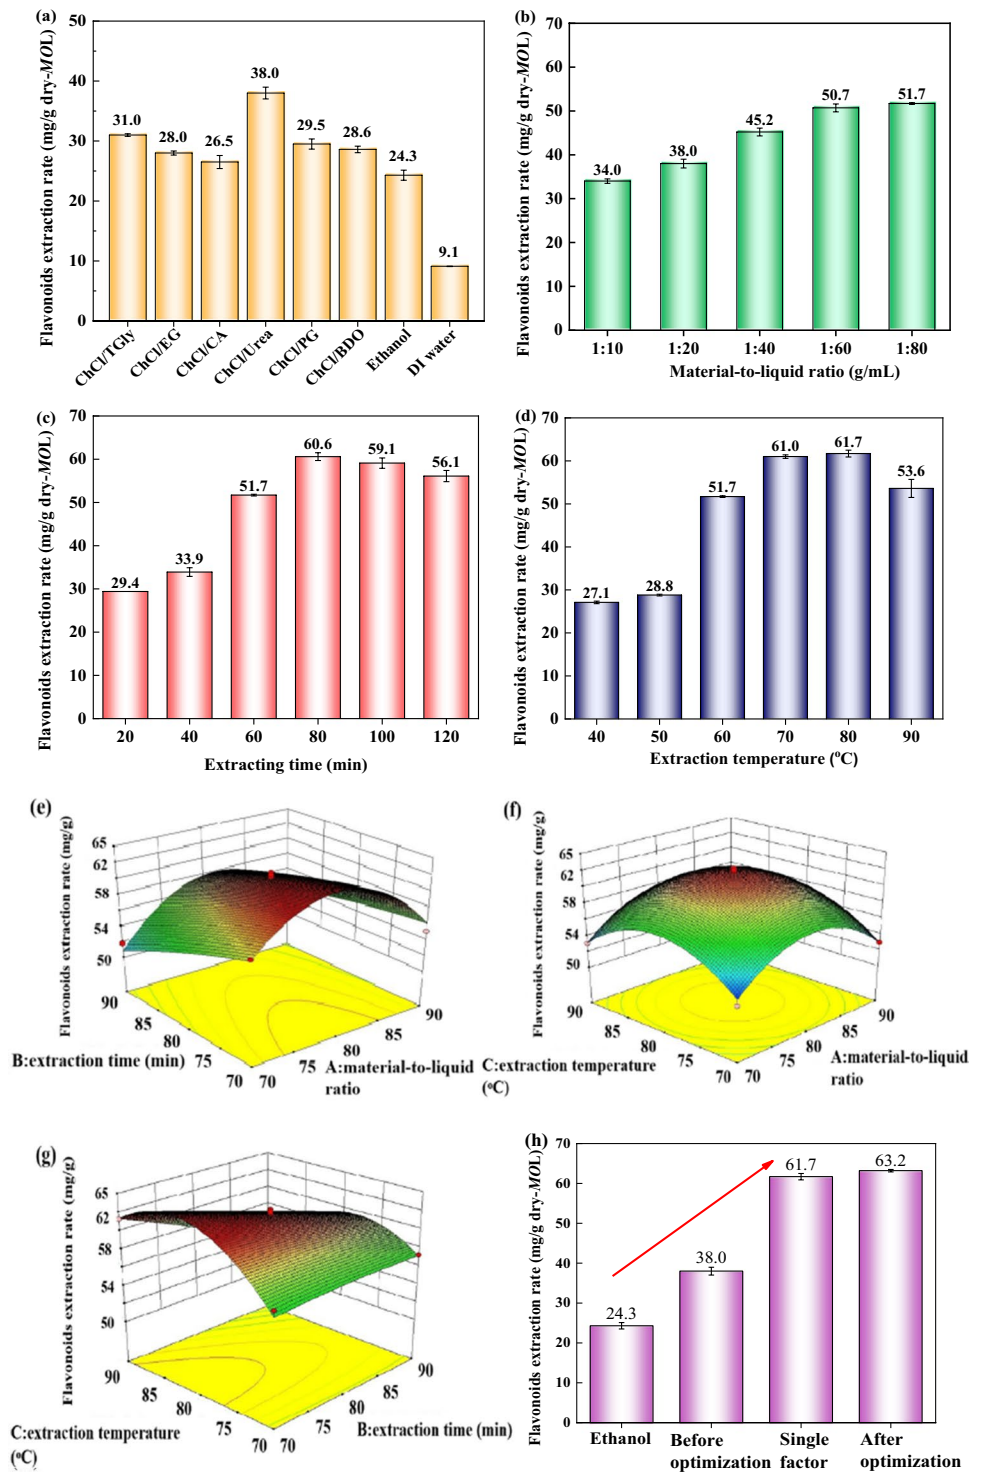 (a)
Flavonoids extraction rate (mg/g dry-MOL)
50
40
30
20
10
0
31.0
28.0
26.5
38.0
29.5
28.6
24.3
9.1
ChCl/TGly
ChCl/EG
ChCl/CA
ChCl/Urea
ChCl/PG
ChCl/BDO
Ethanol
DI water
(b)
Flavonoids extraction rate (mg/g dry-MOL)
70
60
50
40
30
20
10
0
34.0
38.0
45.2
50.7
51.7
1:10
1:20
1:40
1:60
1:80
Material-to-liquid ratio (g/mL)
(c)
Flavonoids extraction rate (mg/g dry-MOL)
70
60
50
40
30
20
10
0
29.4
33.9
51.7
60.6
59.1
56.1
20
40
60
80
100
120
Extracting time (min)
(d)
Flavonoids extraction rate (mg/g dry-MOL)
70
60
50
40
30
20
10
0
27.1
28.8
51.7
61.0
61.7
53.6
40
50
60
70
80
90
Extraction temperature (°C)
(e)
Flavonoids extraction rate (mg/g)
65
62
58
54
50
90
85
80
75
70
70
75
80
85
90
B:extraction time (min)
A:material-to-liquid
ratio
(f)
Flavonoids extraction rate (mg/g)
65
62
58
54
50
90
85
80
75
70
70
75
80
85
90
C:extraction temperature
(°C)
A:material-to-liquid
ratio
(g)
Flavonoids extraction rate (mg/g)
65
62
58
54
50
90
85
80
75
70
70
75
80
85
90
C:extraction temperature
(°C)
B:extraction time (min)
(h)
Flavonoids extraction rate (mg/g dry-MOL)
70
60
50
40
30
20
10
0
24.3
38.0
61.7
63.2
Ethanol
Before
optimization
Single
factor
After
optimization